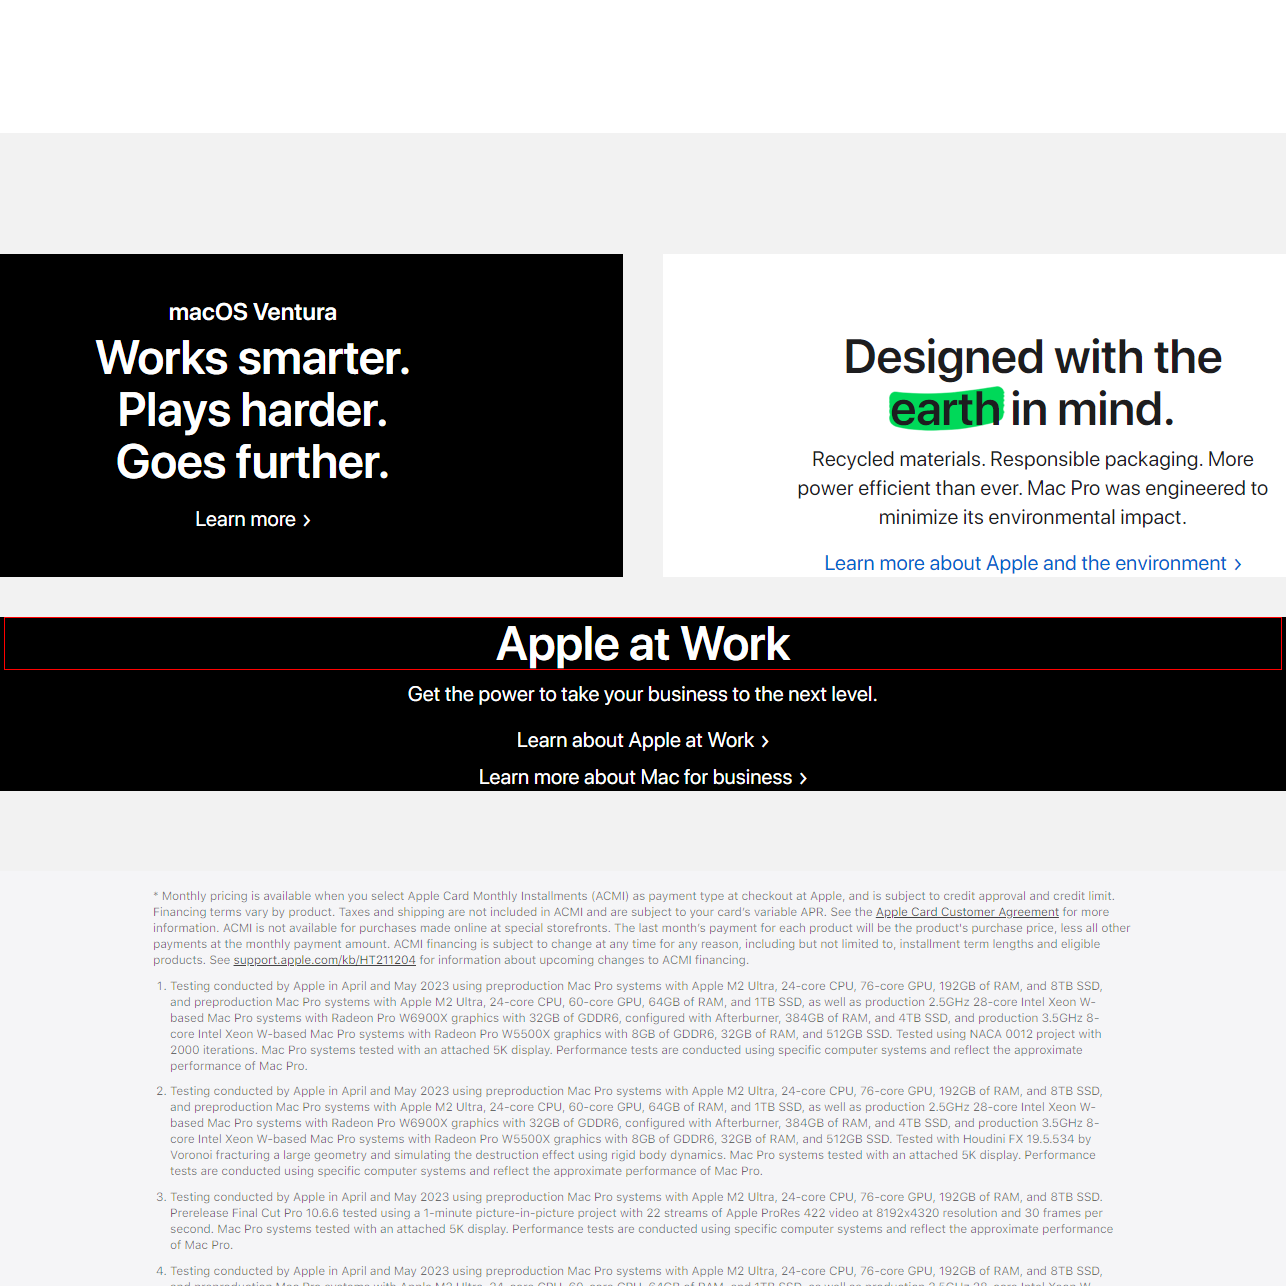 macOS Ventura
Works smarter.
Plays harder.
Goes further.
Learn more >
Designed with the
earth in mind.
Recycled materials. Responsible packaging. More
power efficient than ever. Mac Pro was engineered to
minimize its environmental impact.
Learn more about Apple and the environment >
Apple at Work
Get the power to take your business to the next level.
Learn about Apple at Work >
Learn more about Mac for business >
* Monthly pricing is available when you select Apple Card Monthly Installments (ACMI) as payment type at checkout at Apple, and is subject to credit approval and credit limit.
Financing terms vary by product. Taxes and shipping are not included in ACMI and are subject to your card's variable APR. See the Apple Card Customer Agreement for more
information. ACMI is not available for purchases made online at special storefronts. The last month's payment for each product will be the product's purchase price, less all other
payments at the monthly payment amount. ACMI financing is subject to change at any time for any reason, including but not limited to, installment term lengths and eligible
products. See support.apple.com/kb/HT211204 for information about upcoming changes to ACMI financing.
1. Testing conducted by Apple in April and May 2023 using preproduction Mac Pro systems with Apple M2 Ultra, 24-core CPU, 76-core GPU, 192GB of RAM, and 8TB SSD,
and preproduction Mac Pro systems with Apple M2 Ultra, 24-core CPU, 60-core GPU, 64GB of RAM, and 1TB SSD, as well as production 2.5GHz 28-core Intel Xeon W-
based Mac Pro systems with Radeon Pro W6900X graphics with 32GB of GDDR6, configured with Afterburner, 384GB of RAM, and 4TB SSD, and production 3.5GHz 8-
core Intel Xeon W-based Mac Pro systems with Radeon Pro W5500X graphics with 8GB of GDDR6, 32GB of RAM, and 512GB SSD. Tested using NACA 0012 project with
2000 iterations. Mac Pro systems tested with an attached 5K display. Performance tests are conducted using specific computer systems and reflect the approximate
performance of Mac Pro.
2. Testing conducted by Apple in April and May 2023 using preproduction Mac Pro systems with Apple M2 Ultra, 24-core CPU, 76-core GPU, 192GB of RAM, and 8TB SSD,
and preproduction Mac Pro systems with Apple M2 Ultra, 24-core CPU, 60-core GPU, 64GB of RAM, and 1TB SSD, as well as production 2.5GHz 28-core Intel Xeon W-
based Mac Pro systems with Radeon Pro W6900X graphics with 32GB of GDDR6, configured with Afterburner, 384GB of RAM, and 4TB SSD, and production 3.5GHz 8-
core Intel Xeon W-based Mac Pro systems with Radeon Pro W5500X graphics with 8GB of GDDR6, 32GB of RAM, and 512GB SSD. Tested with Houdini FX 19.5.534 by
Voronoi fracturing a large geometry and simulating the destruction effect using rigid body dynamics. Mac Pro systems tested with an attached 5K display. Performance
tests are conducted using specific computer systems and reflect the approximate performance of Mac Pro.
3. Testing conducted by Apple in April and May 2023 using preproduction Mac Pro systems with Apple M2 Ultra, 24-core CPU, 76-core GPU, 192GB of RAM, and 8TB SSD.
Prerelease Final Cut Pro 10.6.6 tested using a 1-minute picture-in-picture project with 22 streams of Apple ProRes 422 video at 8192x4320 resolution and 30 frames per
second. Mac Pro systems tested with an attached 5K display. Performance tests are conducted using specific computer systems and reflect the approximate performance
of Mac Pro.
4. Testing conducted by Apple in April and May 2023 using preproduction Mac Pro systems with Apple M2 Ultra, 24-core CPU, 76-core GPU, 192GB of RAM, and 8TB SSD,